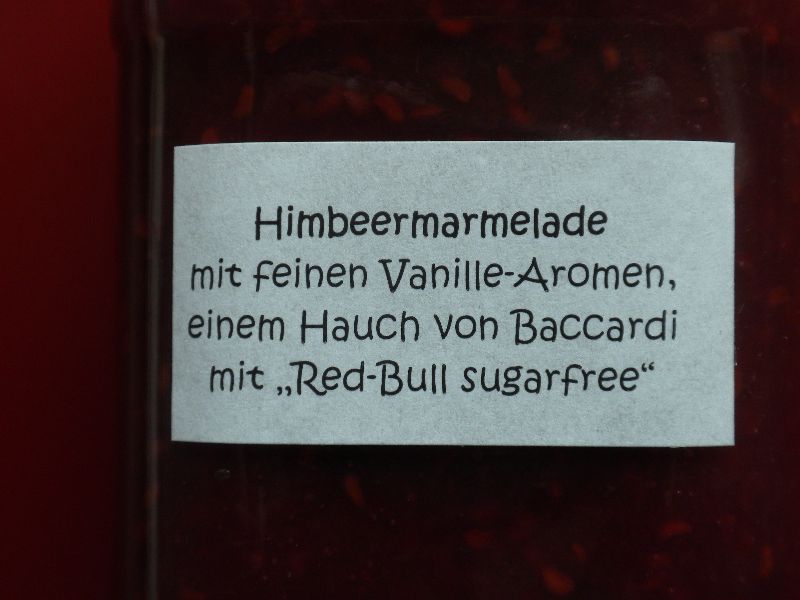 Himbeermarmelade
mit feinen Vanille-Aromen,
einem Hauch von Baccardi
mit „Red-Bull sugarfree“